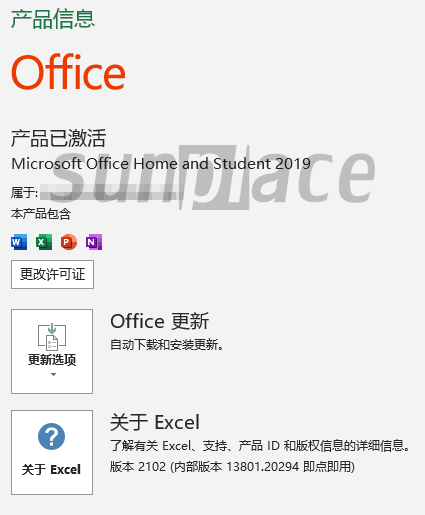 产品信息
Office
产品已激活
Microsoft Office Home and Student 2019
sunplace
属于:
本产品包含
W X P N
更改许可证
更新选项
Office 更新
自动下载和安装更新。
?
关于 Excel
关于 Excel
了解有关 Excel、支持、产品 ID 和版权信息的详细信息。
版本 2102 (内部版本 13801.20294 即点即用)